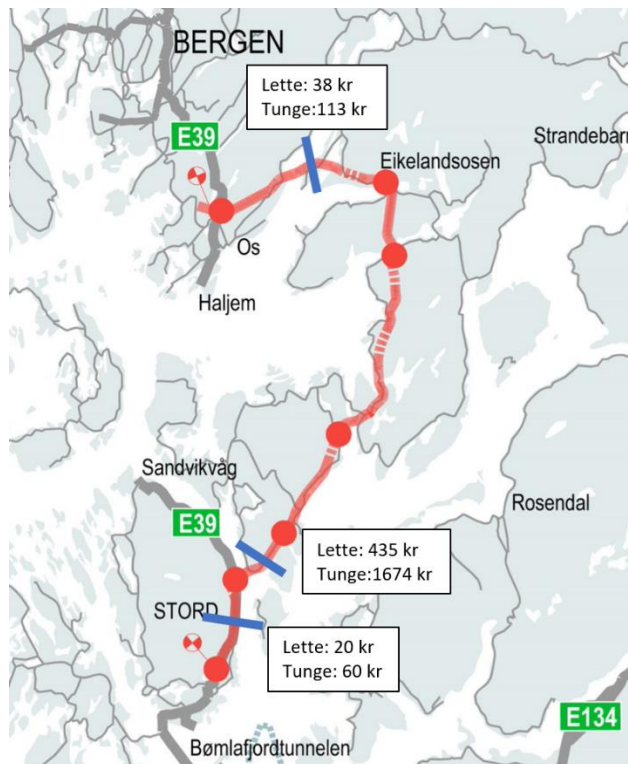 BERGEN
Lette: 38 kr
Tunge:113 kr
E39
Strandebarn
Eikelandsosen
Os
Haljem
Sandvikvåg
Rosendal
E39
Lette: 435 kr
Tunge:1674 kr
STORD
Lette: 20 kr
Tunge: 60 kr
E134
Bømlafjordtunnelen